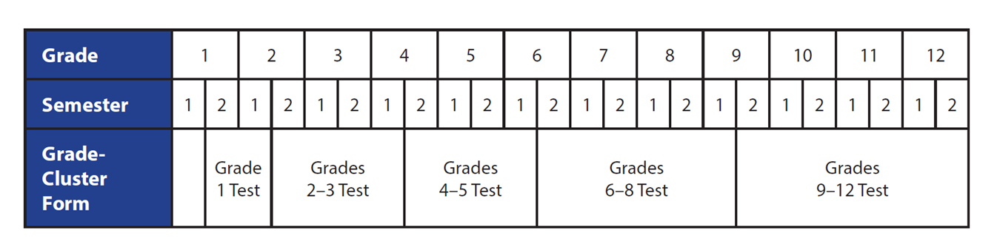 Grade 1 2 3 4 5 6 7 8 9 10 11 12
Semester 1 2 1 2 1 2 1 2 1 2 1 2 1 2 1 2 1 2 1 2 1 2 1 2
Grade-
Cluster
Form
Grade
1 Test
Grades
2–3 Test
Grades
4–5 Test
Grades
6–8 Test
Grades
9–12 Test